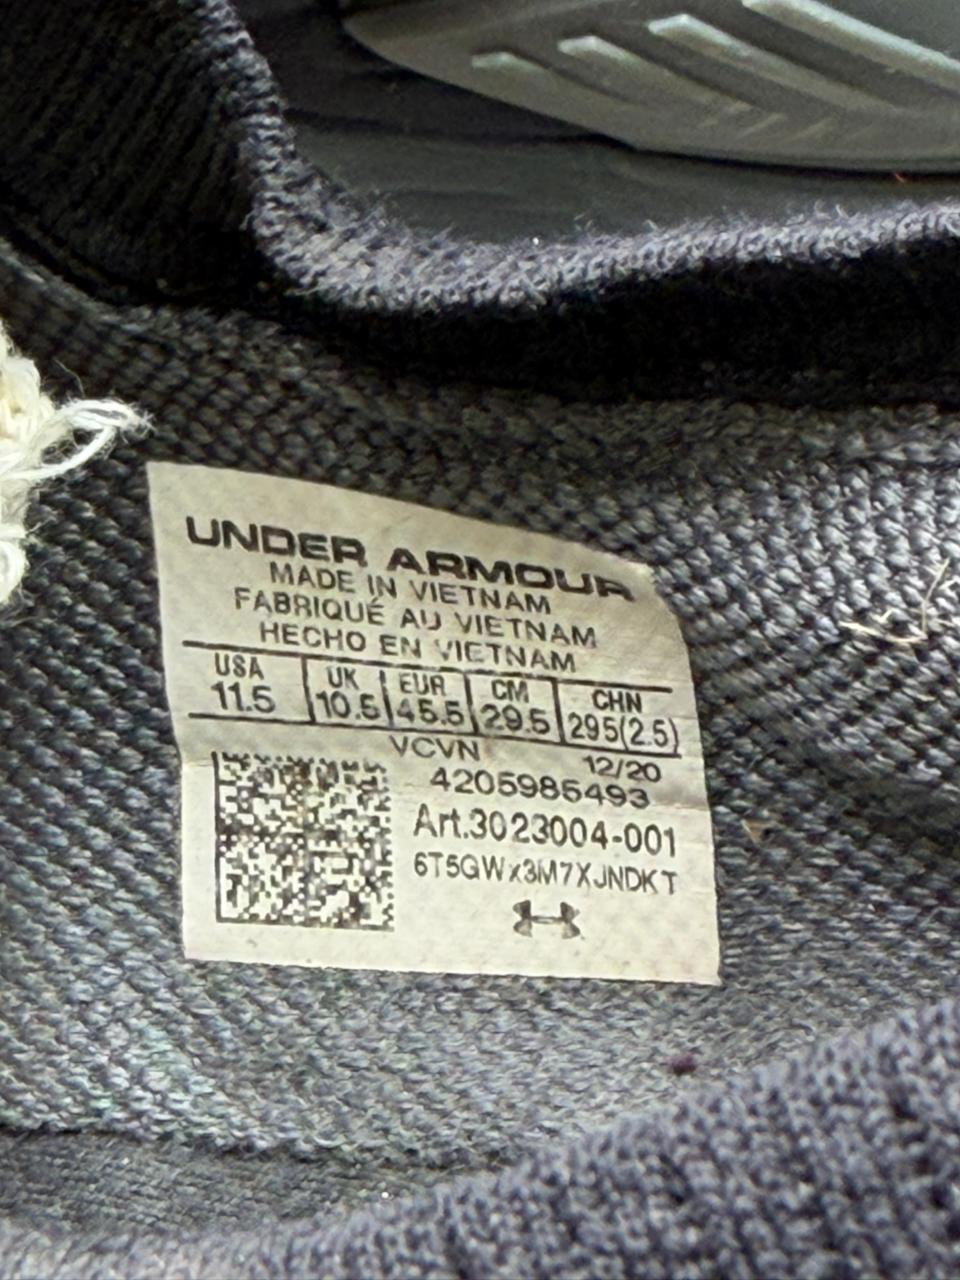 UNDER ARMOUR
MADE IN VIETNAM
FABRIQUÉ AU VIETNAM
HECHO EN VIETNAM
USA UK EUR CM CHN
11.5 10.5 45.5 29.5 295(2.5)
VCVN 12/20
4205985493
Art.3023004-001
6T5GWx3M7XJNDKT